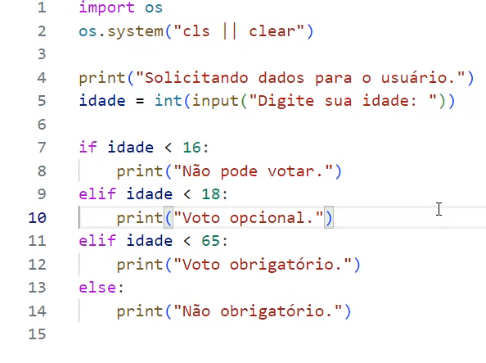 1 import os
2 os.system("cls || clear")
3
4 print("Solicitando dados para o usuário.")
5 idade = int(input("Digite sua idade: "))
6
7 if idade < 16:
8     print("Não pode votar.")
9 elif idade < 18:
10     print("Voto opcional.")
11 elif idade < 65:
12     print("Voto obrigatório.")
13 else:
14     print("Não obrigatório.")
15